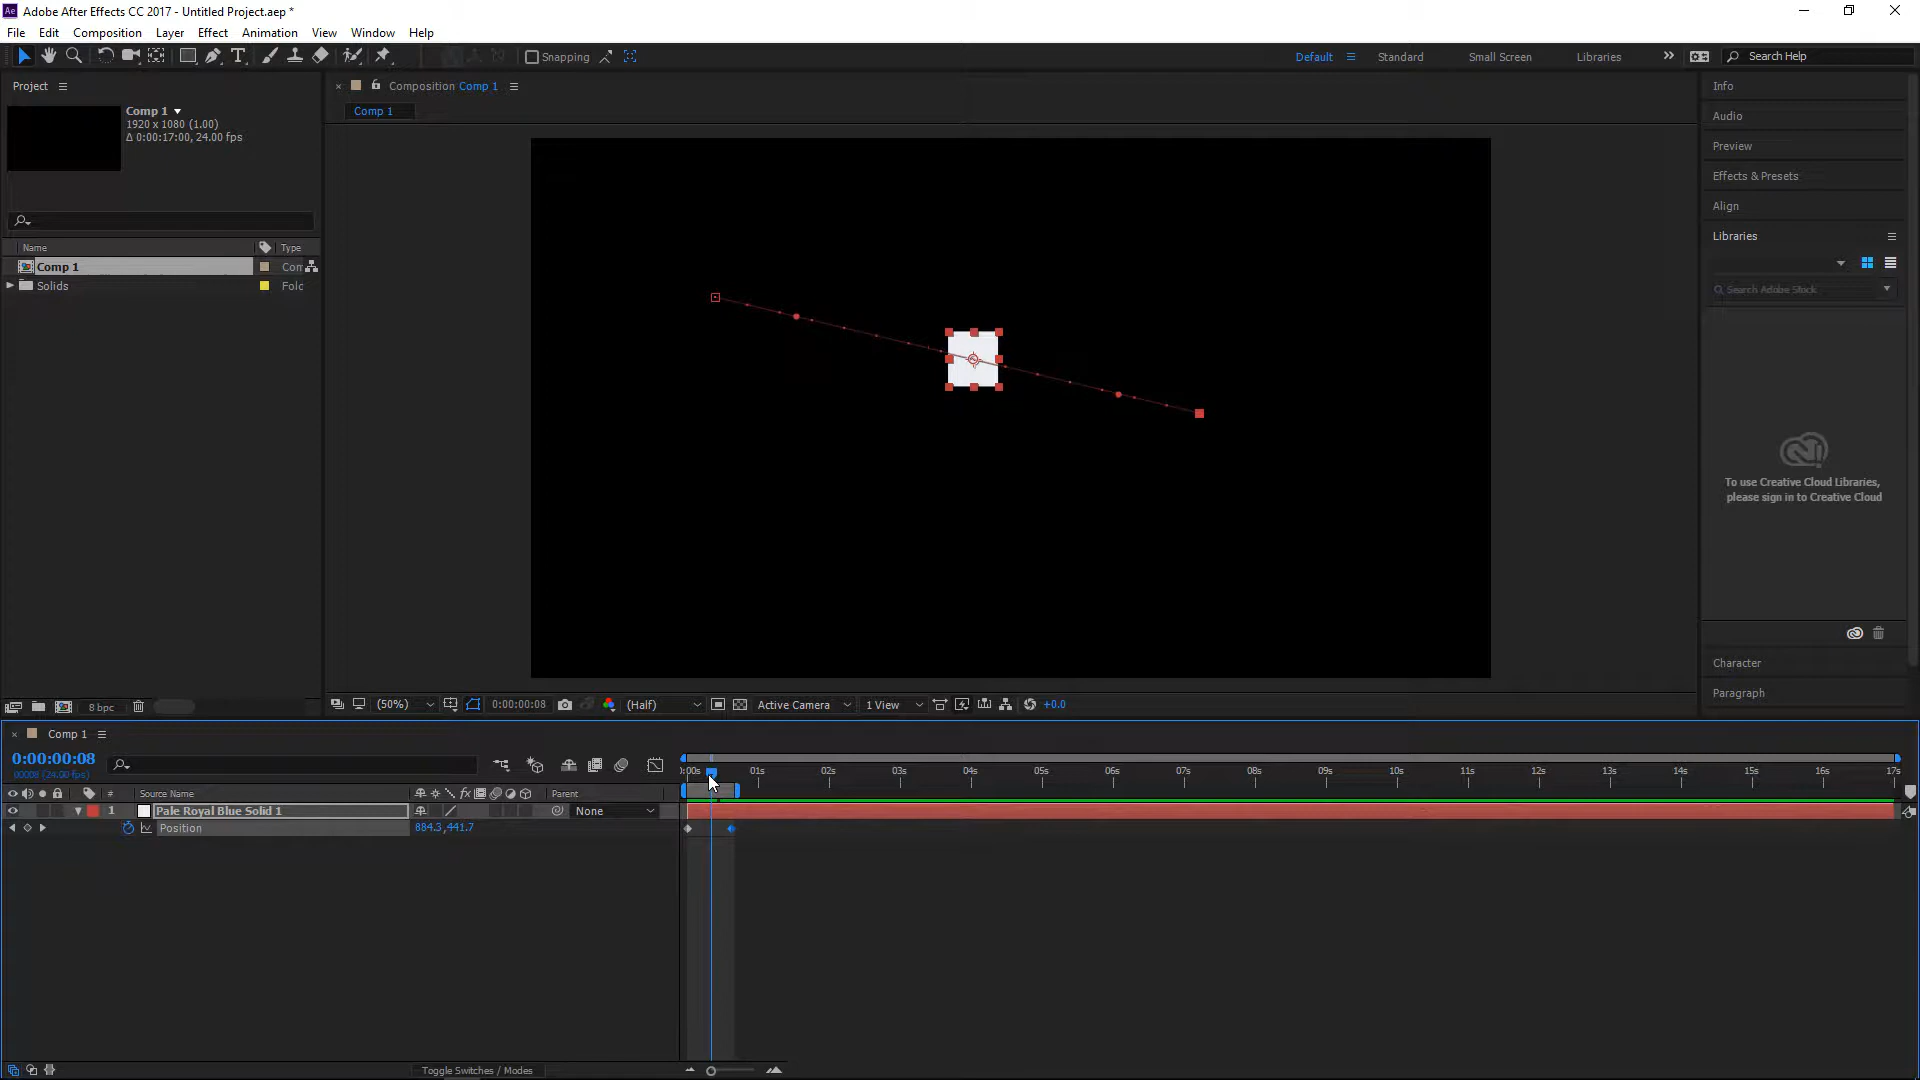 Ae Adobe After Effects CC 2017 - Untitled Project.aep *
File Edit Composition Layer Effect Animation View Window Help
T Snapping Default Standard Small Screen Libraries Search Help
Project
Comp 1
1920 x 1080 (1.00)
Δ 0:00:17:00, 24.00 fps
Name Type
Comp 1 Com
Solids Folc
8 bpc
Composition Comp 1
Comp 1
(50%) 0:00:00:08 (Half) Active Camera 1 View +0.0
Info
Audio
Preview
Effects & Presets
Align
Libraries
Search Adobe Stock
To use Creative Cloud Libraries,
please sign in to Creative Cloud
Character
Paragraph
Comp 1
0:00:00:08
00008 (24.00 fps)
# Source Name fx Parent
1 Pale Royal Blue Solid 1 None
Position 884.3,441.7
):00s 01s 02s 03s 04s 05s 06s 07s 08s 09s 10s 11s 12s 13s 14s 15s 16s 17s
Toggle Switches / Modes